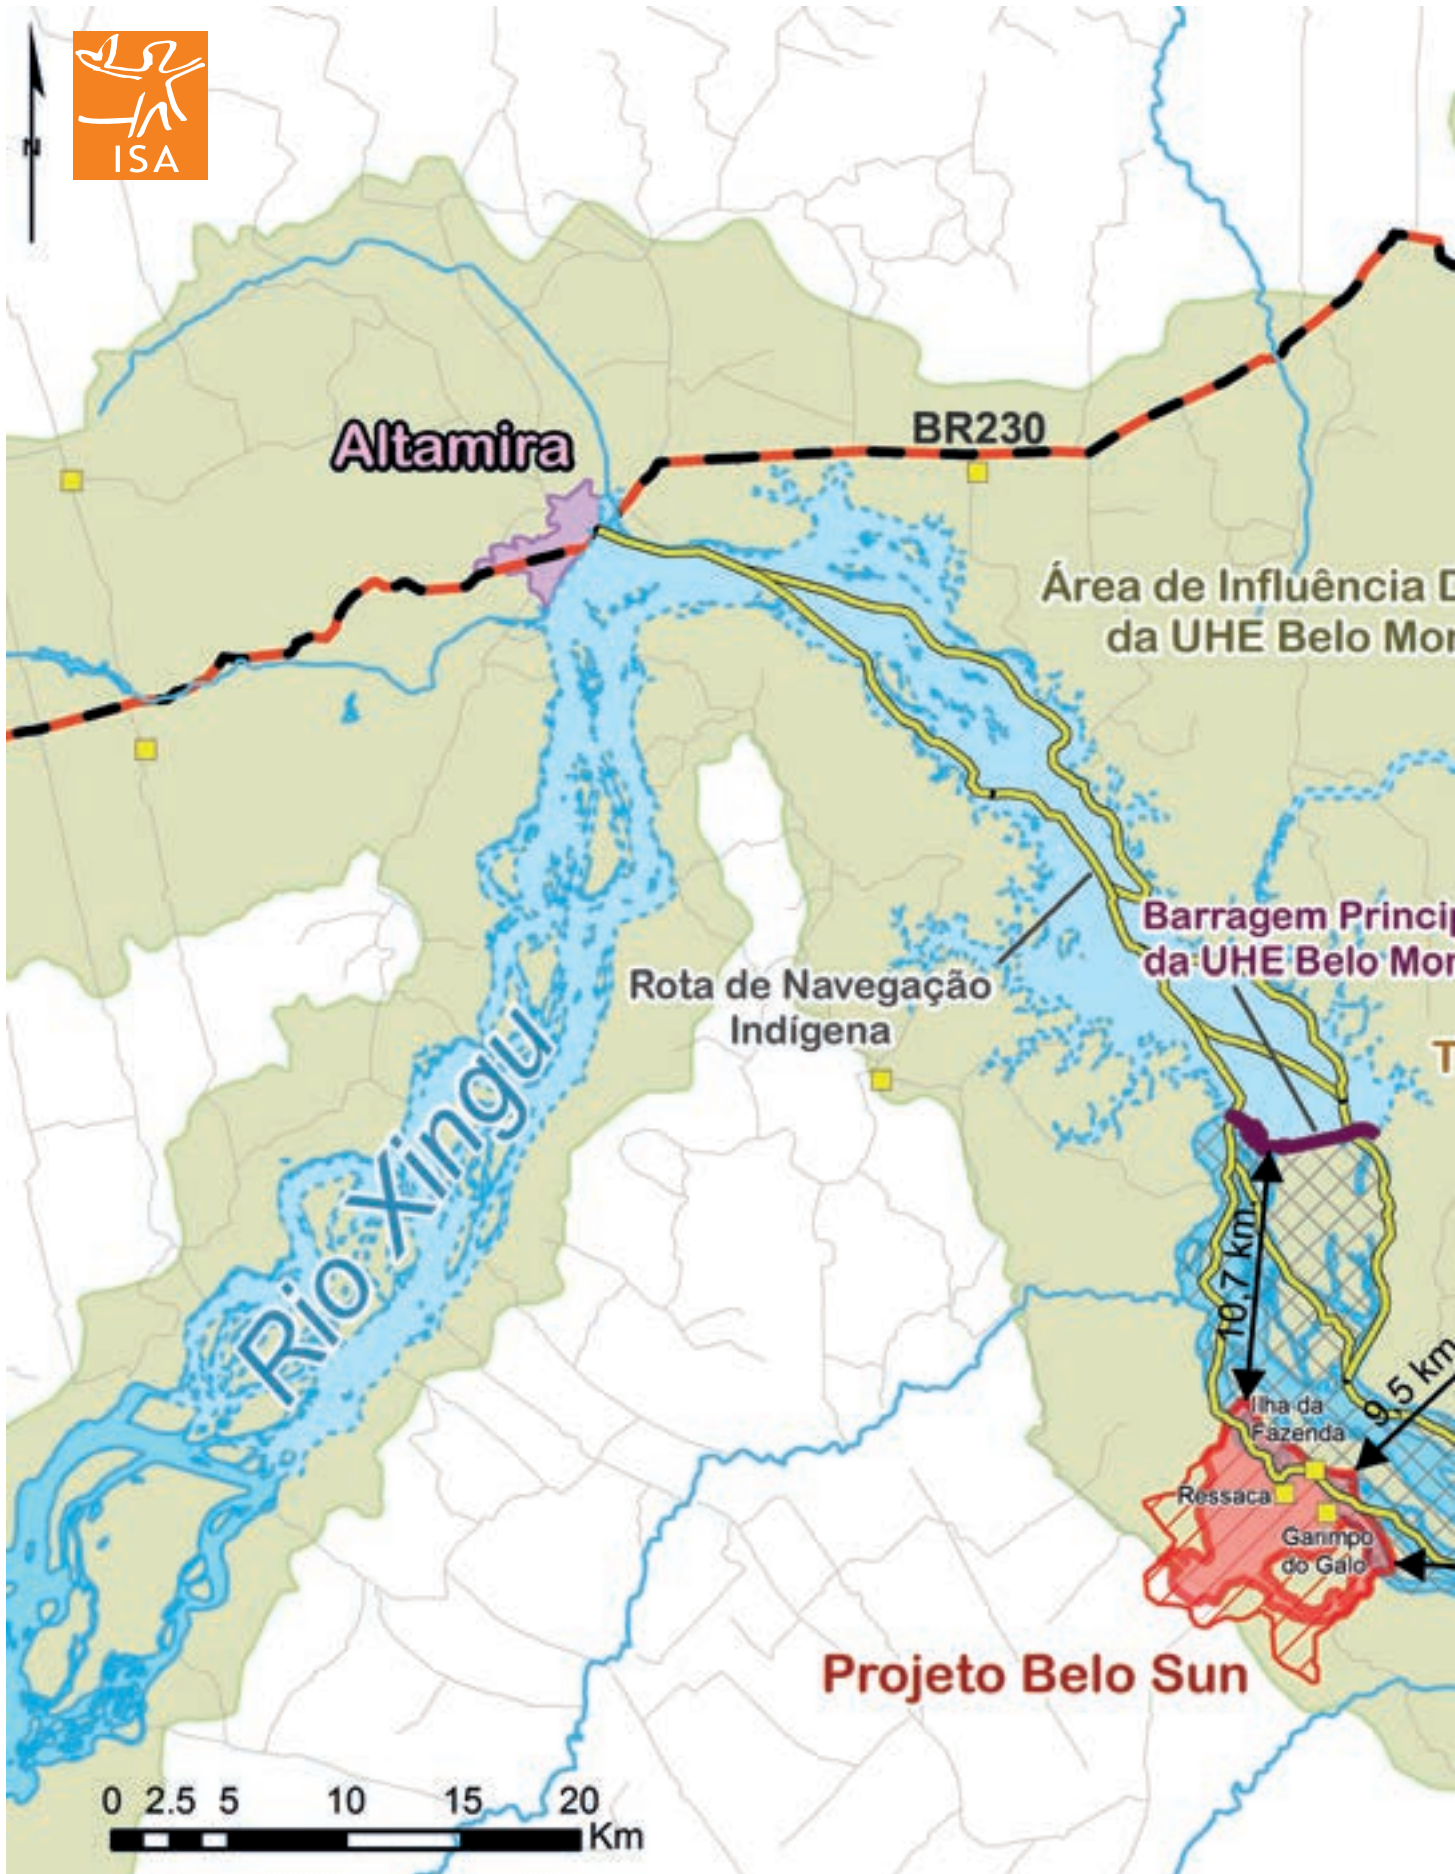 N
ISA
Altamira
BR230
Área de Influência D
da UHE Belo Mon
Barragem Princip
da UHE Belo Mon
Rota de Navegação
Indígena
T
Rio Xingu
10,7 km
9,5 km
Ilha da
Fazenda
Ressaca
Garimpo
do Galo
Projeto Belo Sun
0 2.5 5 10 15 20
Km